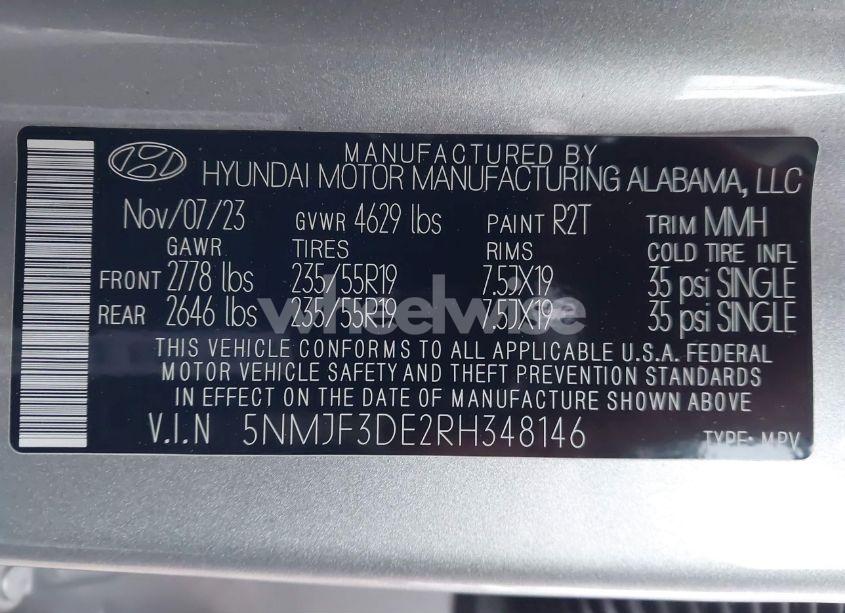 MANUFACTURED BY
HYUNDAI MOTOR MANUFACTURING ALABAMA, LLC
Nov/07/23 GVWR 4629 lbs PAINT R2T TRIM MMH
GAWR TIRES RIMS COLD TIRE INFL
FRONT 2778 lbs 235/55R19 7.5JX19 35 psi SINGLE
REAR 2646 lbs 235/55R19 7.5JX19 35 psi SINGLE
wheelwise
THIS VEHICLE CONFORMS TO ALL APPLICABLE U.S.A. FEDERAL
MOTOR VEHICLE SAFETY AND THEFT PREVENTION STANDARDS
IN EFFECT ON THE DATE OF MANUFACTURE SHOWN ABOVE
V.I.N 5NMJF3DE2RH348146 TYPE: MPV